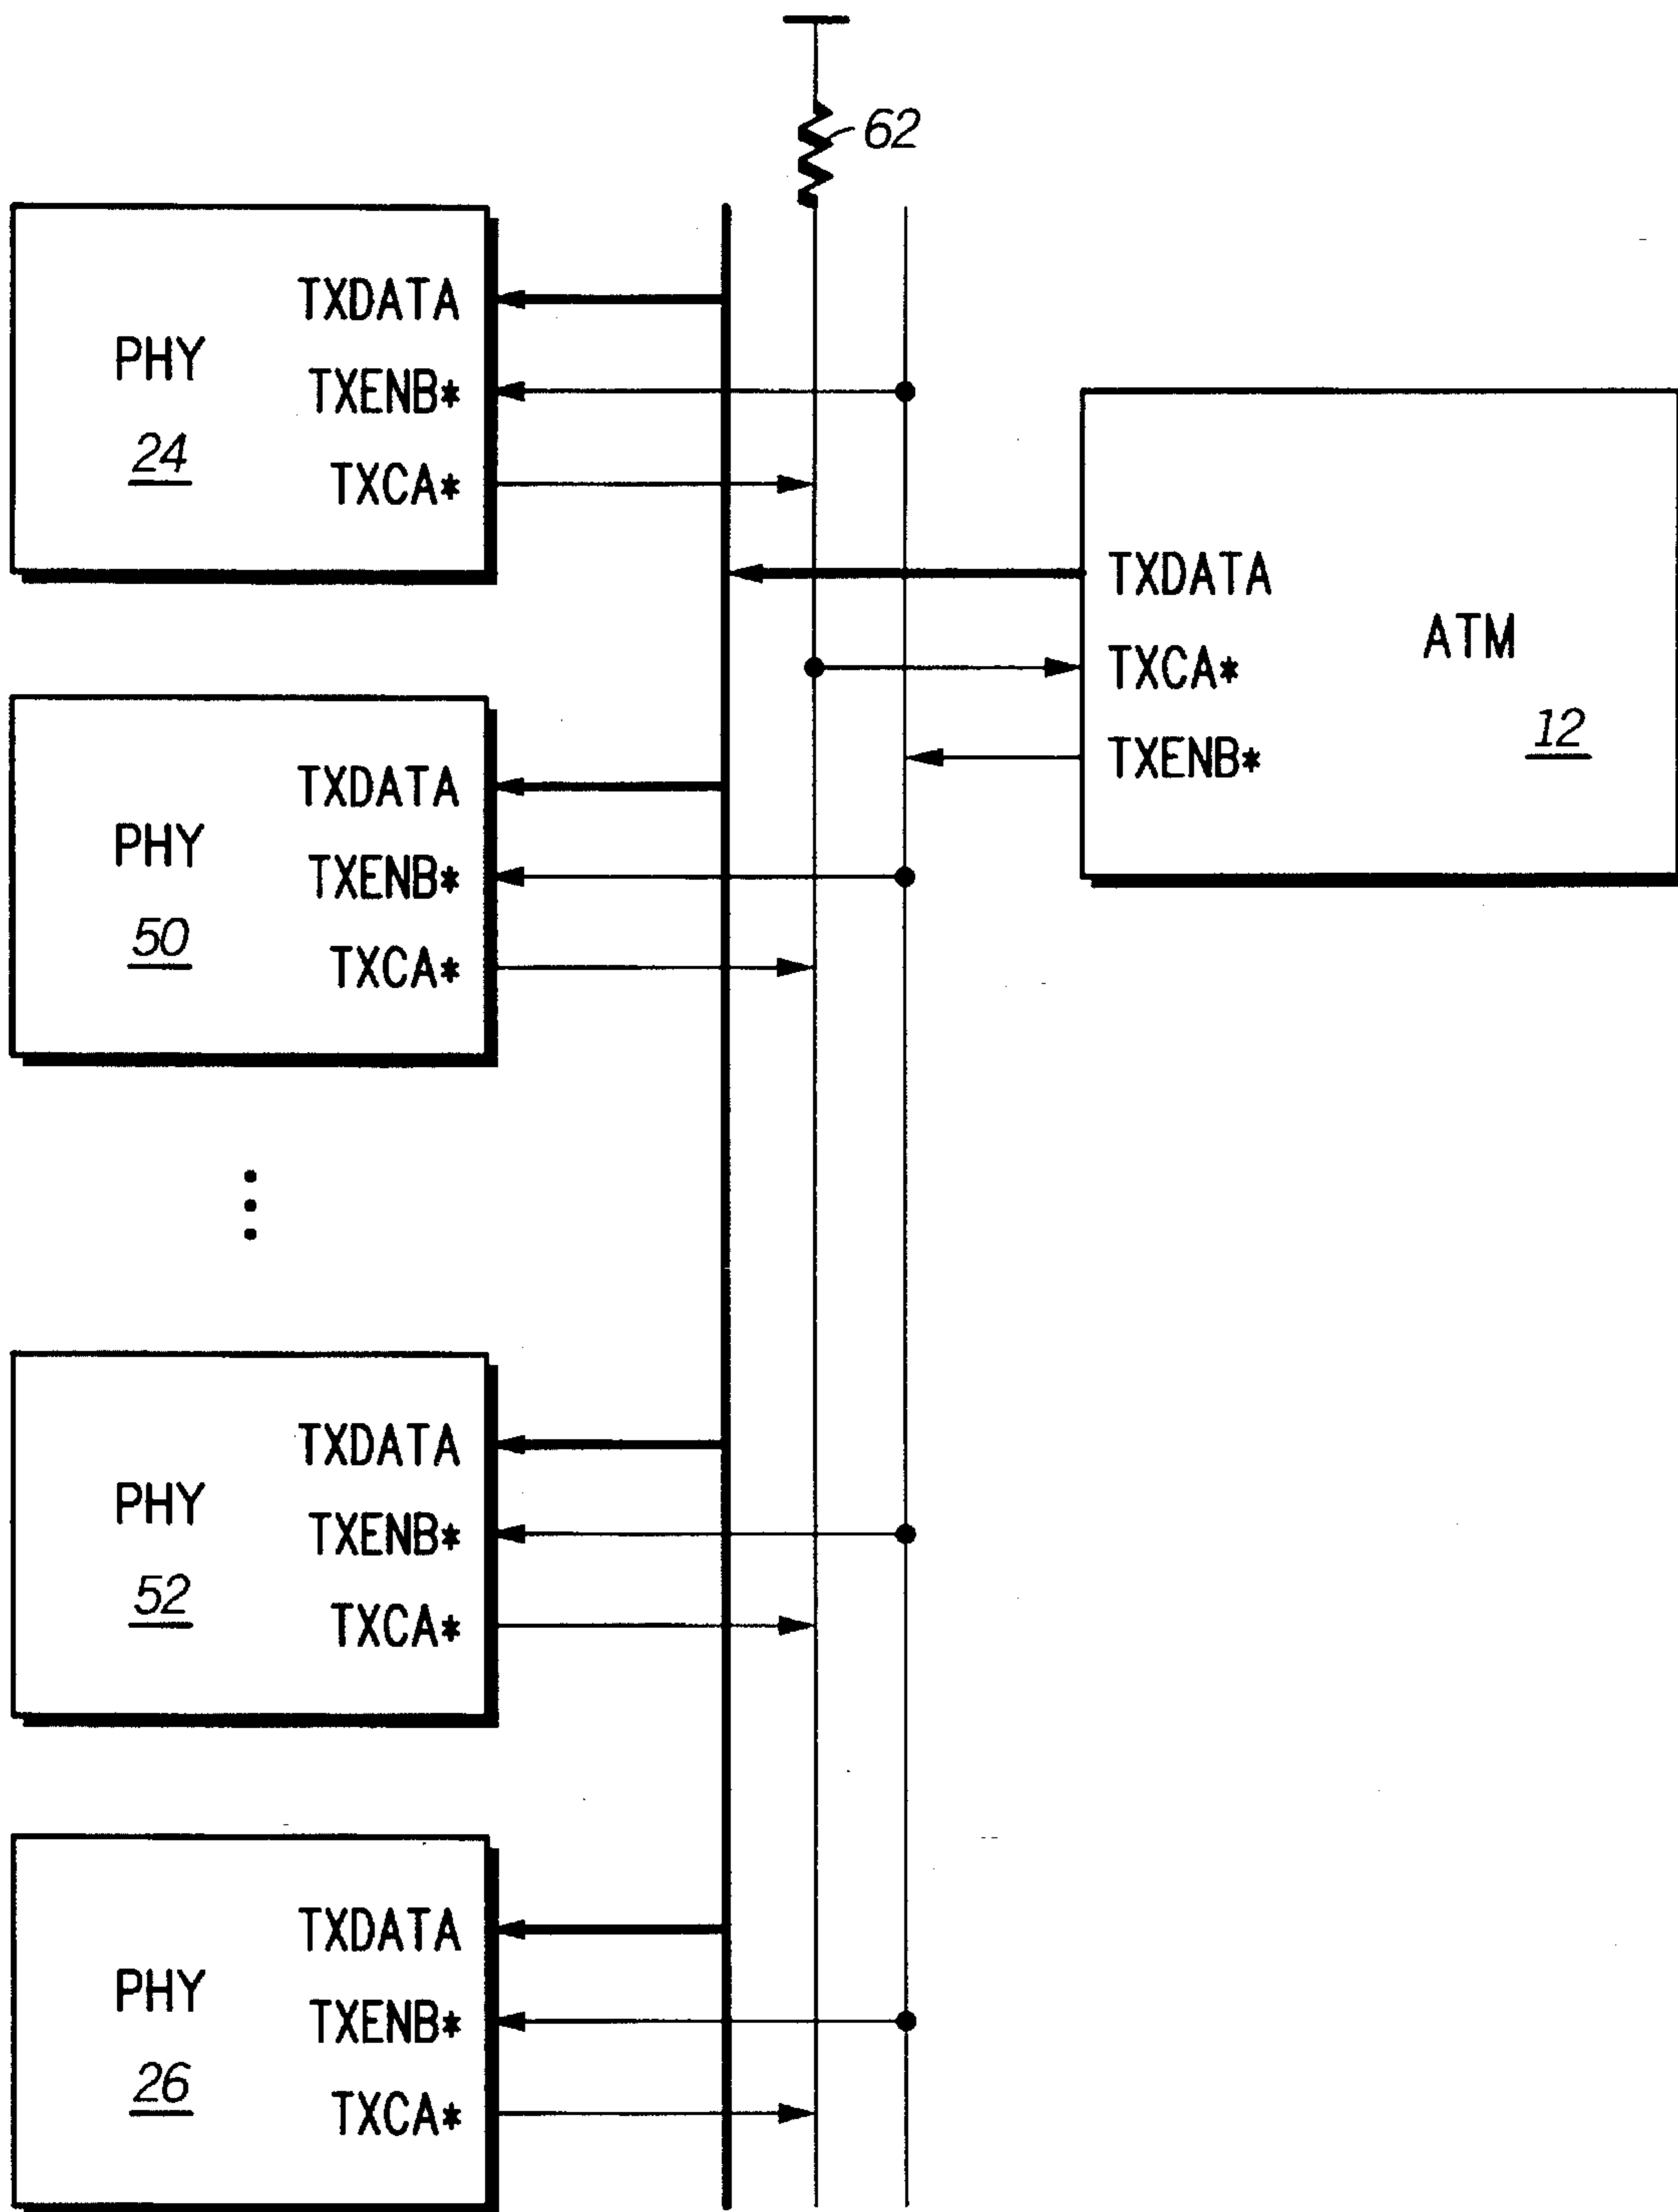 62
TXDATA
PHY
TXENB*
24
TXCA*
TXDATA
ATM
TXCA*
12
TXENB*
TXDATA
PHY
TXENB*
50
TXCA*
TXDATA
PHY
TXENB*
52
TXCA*
TXDATA
PHY
TXENB*
26
TXCA*